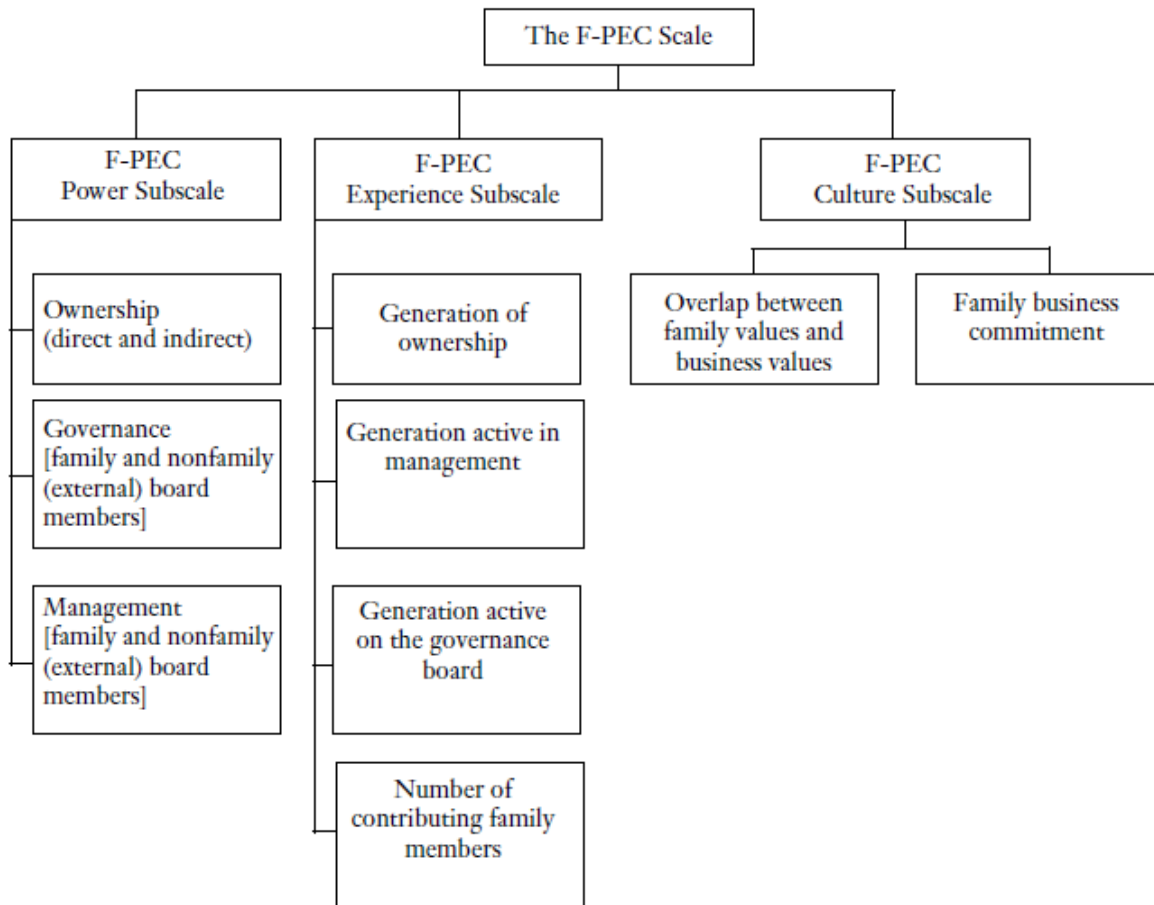 The F-PEC Scale
F-PEC
Power Subscale
F-PEC
Experience Subscale
F-PEC
Culture Subscale
Ownership
(direct and indirect)
Governance
[family and nonfamily
(external) board
members]
Management
[family and nonfamily
(external) board
members]
Generation of
ownership
Generation active in
management
Generation active
on the governance
board
Number of
contributing family
members
Overlap between
family values and
business values
Family business
commitment